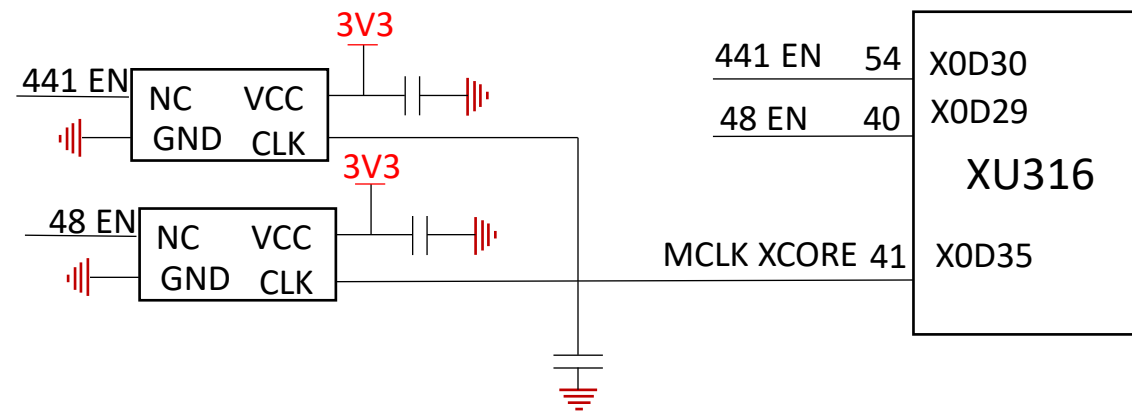 3V3
441 EN
NC VCC
GND CLK
3V3
48 EN
NC VCC
GND CLK
441 EN 54 X0D30
48 EN 40 X0D29
XU316
MCLK XCORE 41 X0D35